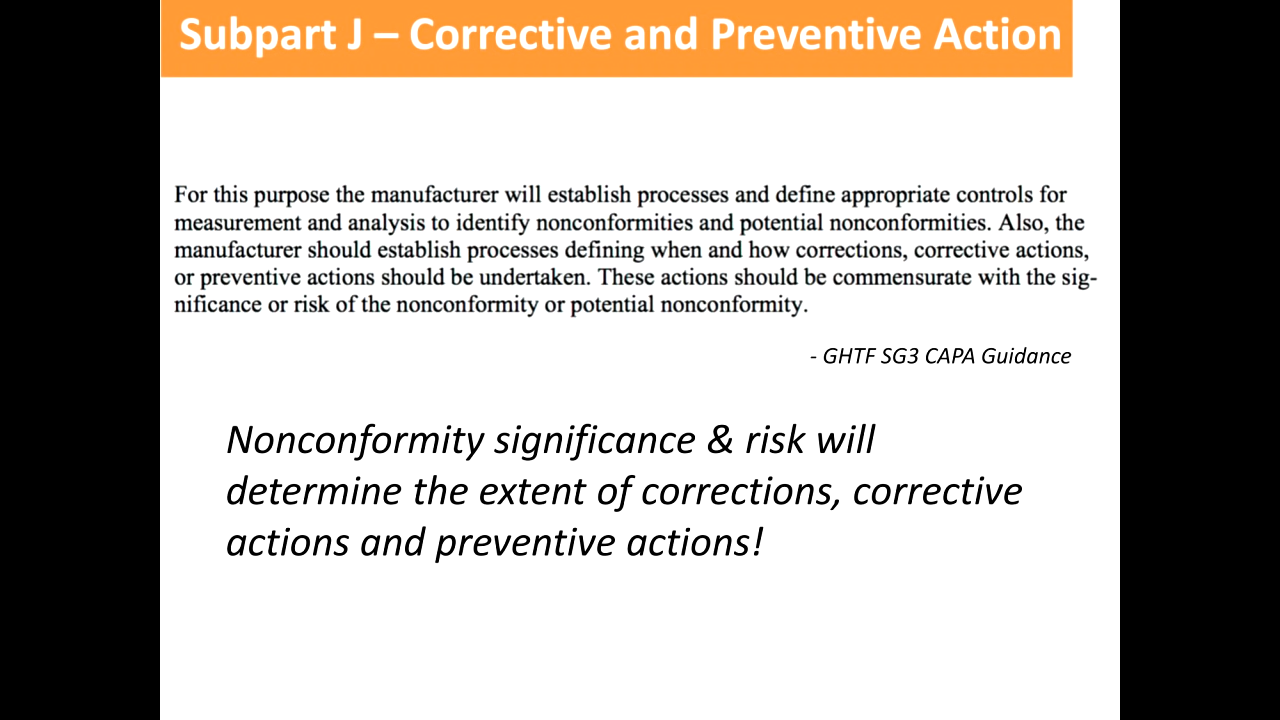 Subpart J – Corrective and Preventive Action
For this purpose the manufacturer will establish processes and define appropriate controls for
measurement and analysis to identify nonconformities and potential nonconformities. Also, the
manufacturer should establish processes defining when and how corrections, corrective actions,
or preventive actions should be undertaken. These actions should be commensurate with the sig-
nificance or risk of the nonconformity or potential nonconformity.
- GHTF SG3 CAPA Guidance
Nonconformity significance & risk will
determine the extent of corrections, corrective
actions and preventive actions!